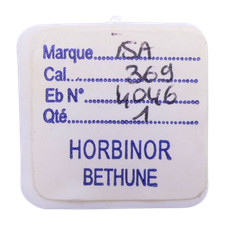 Marque ISA
Cal. 369
Eb N° 4046
Qté 1
HORBINOR
BETHUNE